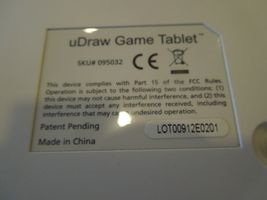 uDraw Game Tablet™
SKU# 095032
CE
This device complies with Part 15 of the FCC Rules.
Operation is subject to the following two conditions; (1)
this device may not cause harmful interference, and (2) this
device must accept any interference received, including
interference that may cause undesired operation.
Patent Pending
LOT00912E0201
Made in China